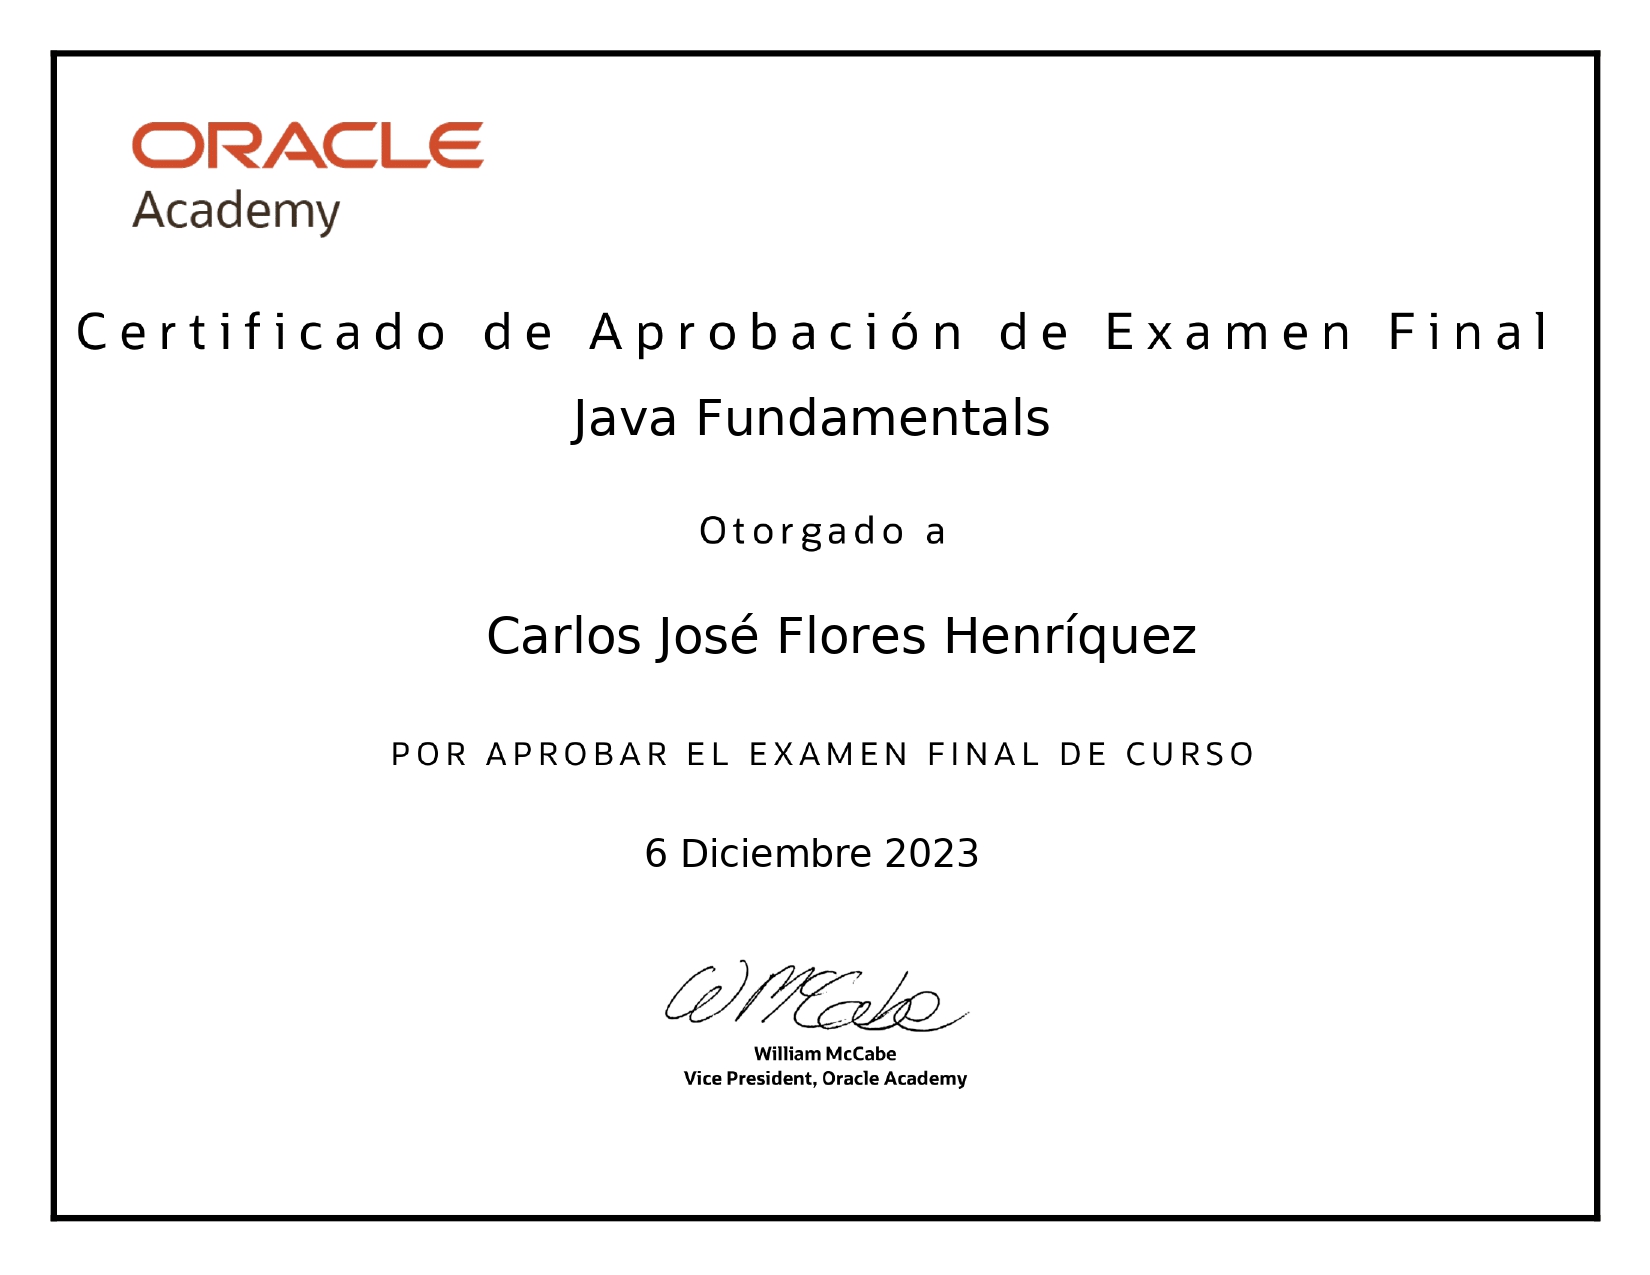 ORACLE
Academy
Certificado de Aprobación de Examen Final
Java Fundamentals
Otorgado a
Carlos José Flores Henríquez
POR APROBAR EL EXAMEN FINAL DE CURSO
6 Diciembre 2023
W McCabe
William McCabe
Vice President, Oracle Academy